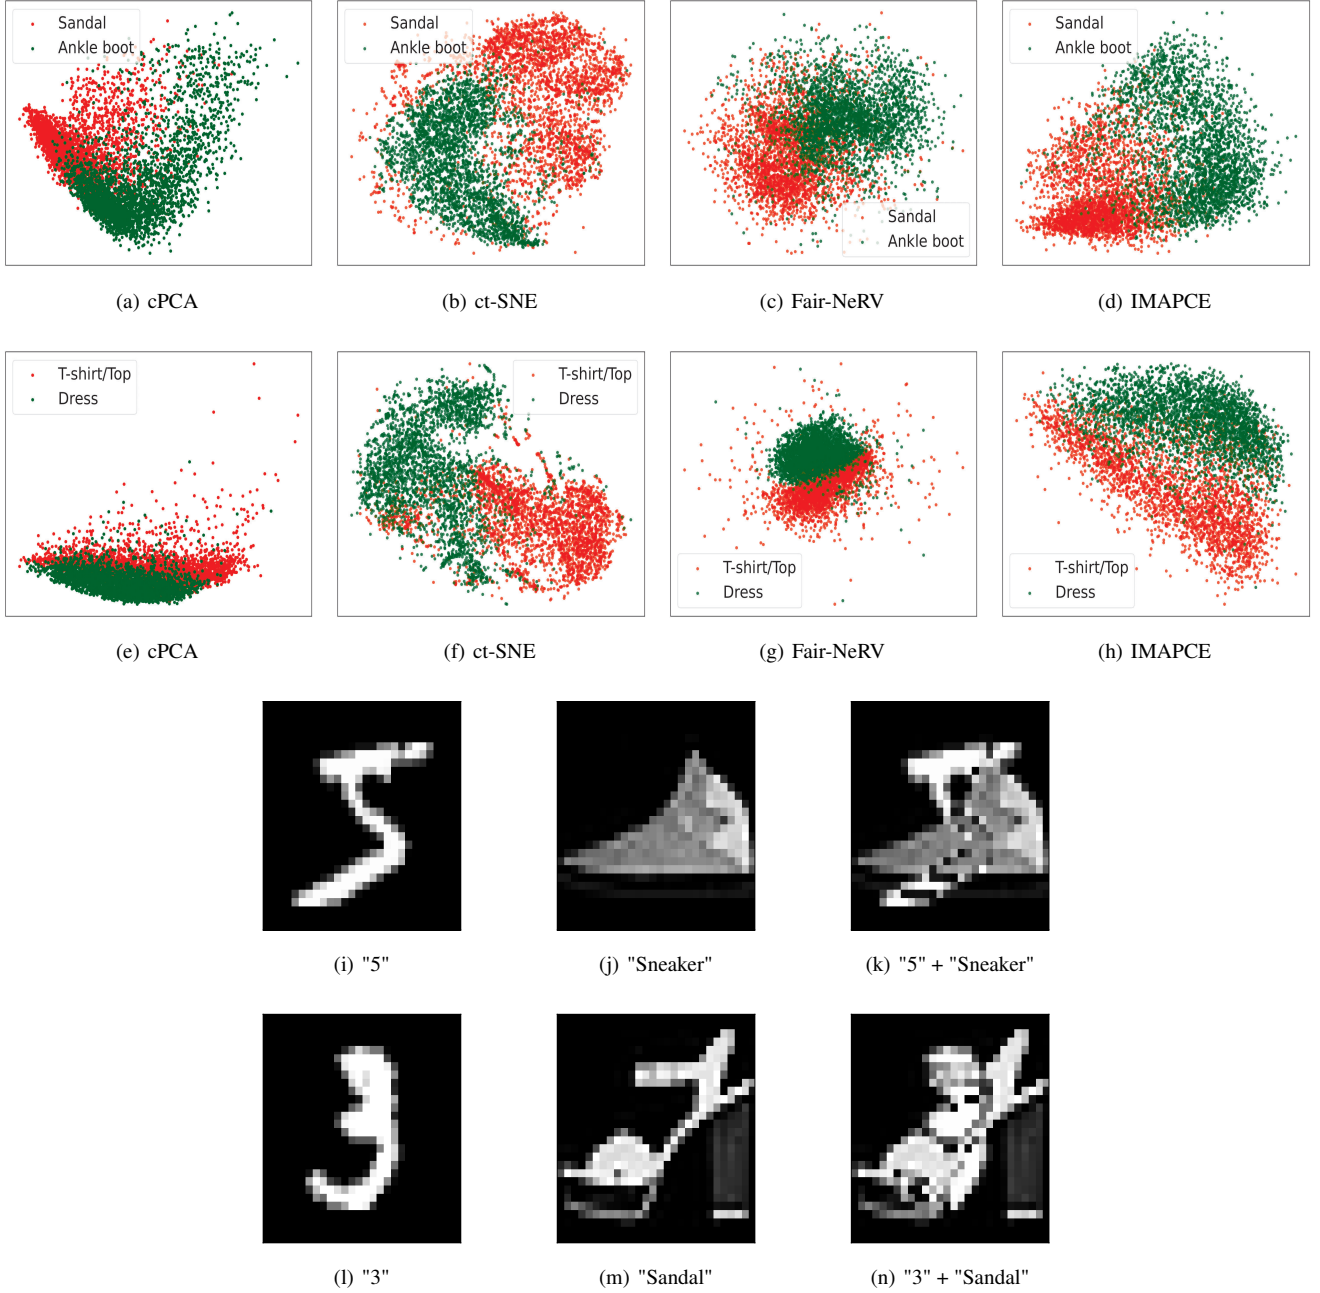 Sandal
Ankle boot
Sandal
Ankle boot
Sandal
Ankle boot
Sandal
Ankle boot
(a) cPCA
(b) ct-SNE
(c) Fair-NeRV
(d) IMAPCE
T-shirt/Top
Dress
T-shirt/Top
Dress
T-shirt/Top
Dress
T-shirt/Top
Dress
(e) cPCA
(f) ct-SNE
(g) Fair-NeRV
(h) IMAPCE
(i) "5"
(j) "Sneaker"
(k) "5" + "Sneaker"
(l) "3"
(m) "Sandal"
(n) "3" + "Sandal"